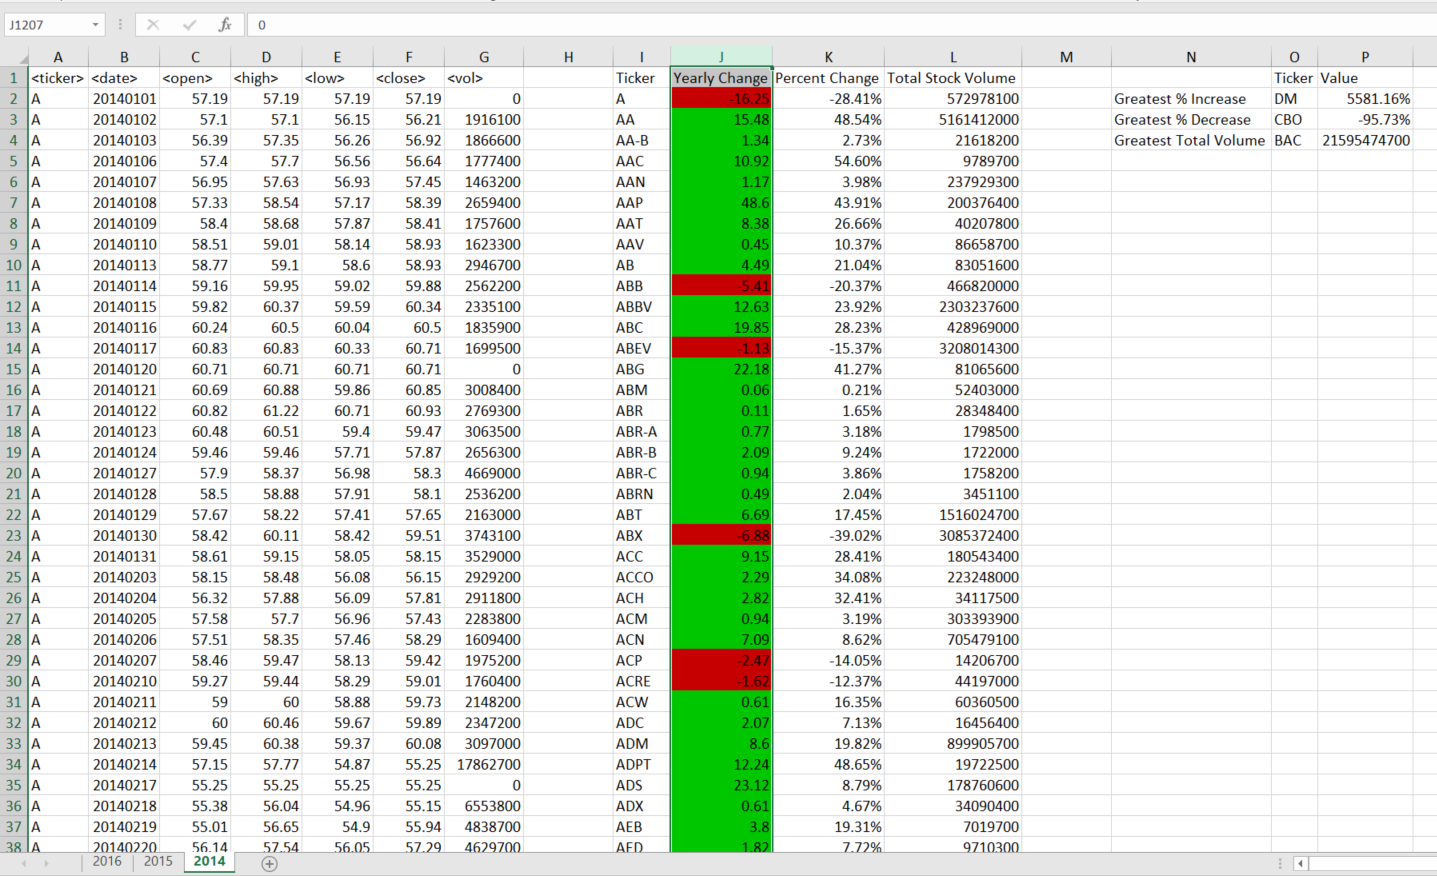 J1207 fx 0
A B C D E F G H I J K L M N O P
1 <ticker> <date> <open> <high> <low> <close> <vol> Ticker Yearly Change Percent Change Total Stock Volume Ticker Value
2 A 20140101 57.19 57.19 57.19 57.19 0 A -16.25 -28.41% 572978100 Greatest % Increase DM 5581.16%
3 A 20140102 57.1 57.1 56.15 56.21 1916100 AA 15.48 48.54% 5161412000 Greatest % Decrease CBO -95.73%
4 A 20140103 56.39 57.35 56.26 56.92 1866600 AA-B 1.34 2.73% 21618200 Greatest Total Volume BAC 21595474700
5 A 20140106 57.4 57.7 56.56 56.64 1777400 AAC 10.92 54.60% 9789700
6 A 20140107 56.95 57.63 56.93 57.45 1463200 AAN 1.17 3.98% 237929300
7 A 20140108 57.33 58.54 57.17 58.39 2659400 AAP 48.6 43.91% 200376400
8 A 20140109 58.4 58.68 57.87 58.41 1757600 AAT 8.38 26.66% 40207800
9 A 20140110 58.51 59.01 58.14 58.93 1623300 AAV 0.45 10.37% 86658700
10 A 20140113 58.77 59.1 58.6 58.93 2946700 AB 4.49 21.04% 83051600
11 A 20140114 59.16 59.95 59.02 59.88 2562200 ABB -5.41 -20.37% 466820000
12 A 20140115 59.82 60.37 59.59 60.34 2335100 ABBV 12.63 23.92% 2303237600
13 A 20140116 60.24 60.5 60.04 60.5 1835900 ABC 19.85 28.23% 428969000
14 A 20140117 60.83 60.83 60.33 60.71 1699500 ABEV -1.13 -15.37% 3208014300
15 A 20140120 60.71 60.71 60.71 60.71 0 ABG 22.18 41.27% 81065600
16 A 20140121 60.69 60.88 59.86 60.85 3008400 ABM 0.06 0.21% 52403000
17 A 20140122 60.82 61.22 60.71 60.93 2769300 ABR 0.11 1.65% 28348400
18 A 20140123 60.48 60.51 59.4 59.47 3063500 ABR-A 0.77 3.18% 1798500
19 A 20140124 59.46 59.46 57.71 57.87 2656300 ABR-B 2.09 9.24% 1722000
20 A 20140127 57.9 58.37 56.98 58.3 4669000 ABR-C 0.94 3.86% 1758200
21 A 20140128 58.5 58.88 57.91 58.1 2536200 ABRN 0.49 2.04% 3451100
22 A 20140129 57.67 58.22 57.41 57.65 2163000 ABT 6.69 17.45% 1516024700
23 A 20140130 58.42 60.11 58.42 59.51 3743100 ABX -6.88 -39.02% 3085372400
24 A 20140131 58.61 59.15 58.05 58.15 3529000 ACC 9.15 28.41% 180543400
25 A 20140203 58.15 58.48 56.08 56.15 2929200 ACCO 2.29 34.08% 223248000
26 A 20140204 56.32 57.88 56.09 57.81 2911800 ACH 2.82 32.41% 34117500
27 A 20140205 57.58 57.7 56.96 57.43 2283800 ACM 0.94 3.19% 303393900
28 A 20140206 57.51 58.35 57.46 58.29 1609400 ACN 7.09 8.62% 705479100
29 A 20140207 58.46 59.47 58.13 59.42 1975200 ACP -2.47 -14.05% 14206700
30 A 20140210 59.27 59.44 58.29 59.01 1760400 ACRE -1.62 -12.37% 44197000
31 A 20140211 59 60 58.88 59.73 2148200 ACW 0.61 16.35% 60360500
32 A 20140212 60 60.46 59.67 59.89 2347200 ADC 2.07 7.13% 16456400
33 A 20140213 59.45 60.38 59.37 60.08 3097000 ADM 8.6 19.82% 899905700
34 A 20140214 57.15 57.77 54.87 55.25 17862700 ADPT 12.24 48.65% 19722500
35 A 20140217 55.25 55.25 55.25 55.25 0 ADS 23.12 8.79% 178760600
36 A 20140218 55.38 56.04 54.96 55.15 6553800 ADX 0.61 4.67% 34090400
37 A 20140219 55.01 56.65 54.9 55.94 4838700 AEB 3.8 19.31% 7019700
38 A 20140220 56.14 57.54 56.05 57.29 4629700 AED 1.82 7.72% 9710300
2016 2015 2014